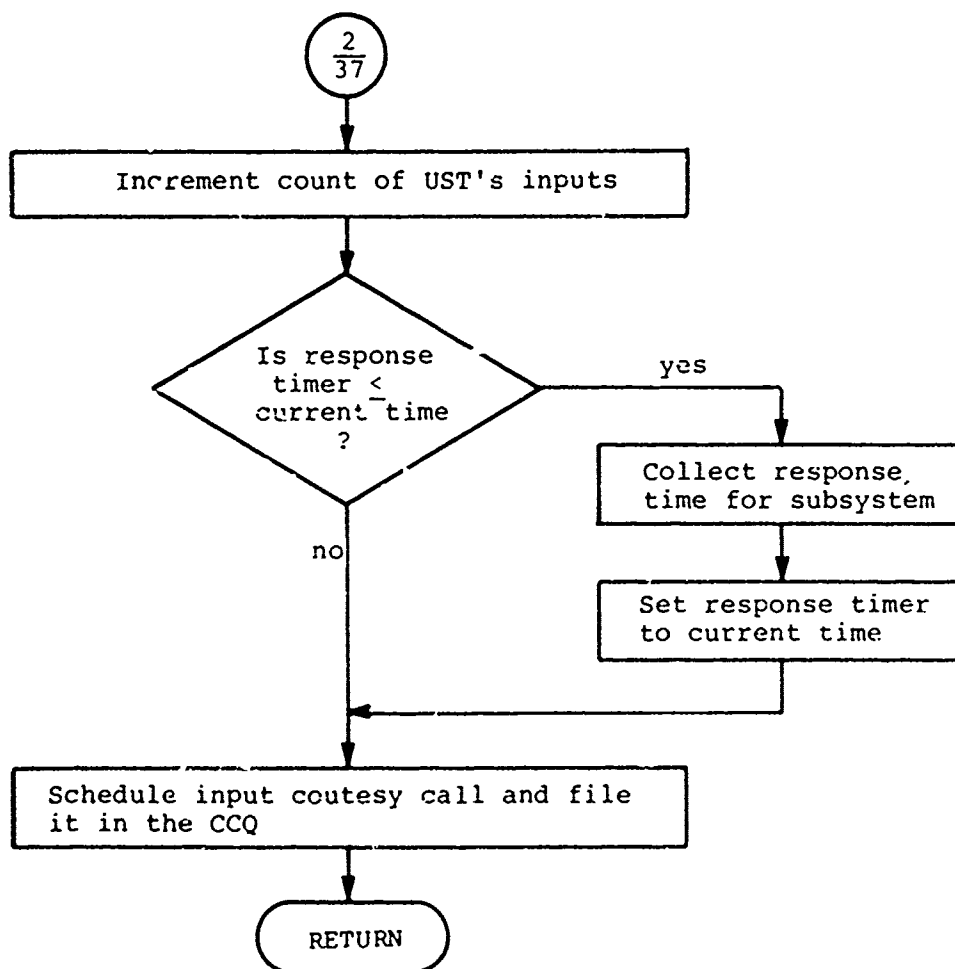 2
37
Increment count of UST's inputs
Is response
timer ≤
current time
?
yes
Collect response,
time for subsystem
no
Set response timer
to current time
Schedule input coutesy call and file
it in the CCQ
RETURN